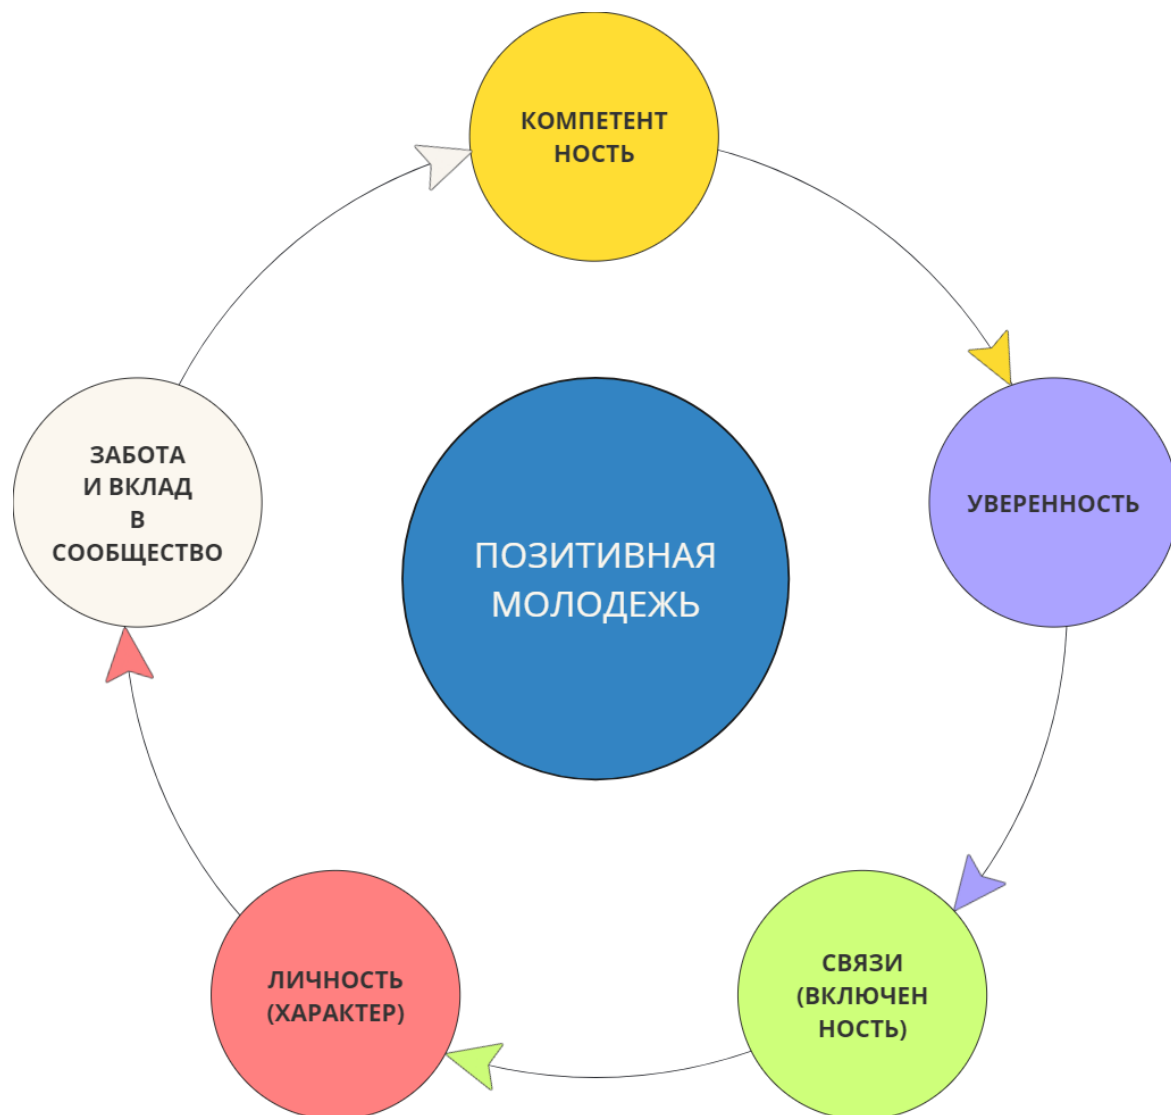 КОМПЕТЕНТ
НОСТЬ
УВЕРЕННОСТЬ
СВЯЗИ
(ВКЛЮЧЕН
НОСТЬ)
ЛИЧНОСТЬ
(ХАРАКТЕР)
ЗАБОТА
И ВКЛАД
В
СООБЩЕСТВО
ПОЗИТИВНАЯ
МОЛОДЕЖЬ